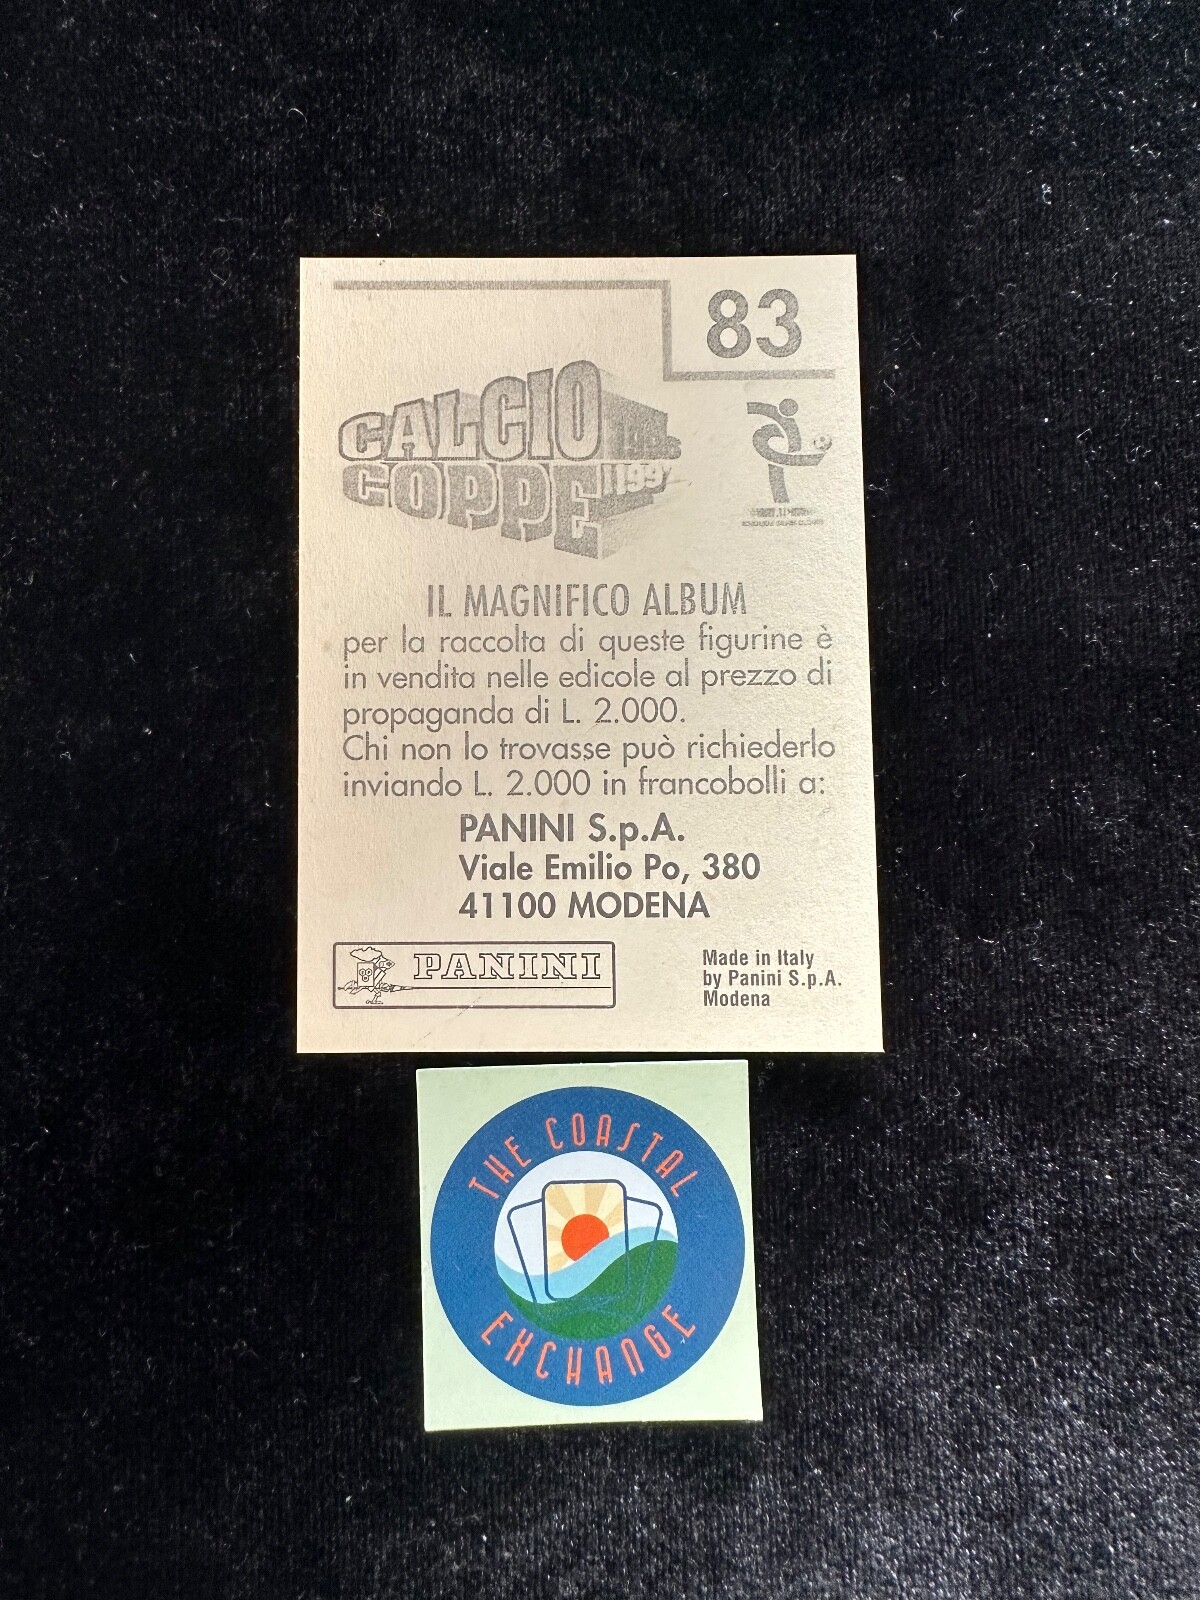 83
CALCIO
COPPE
IL MAGNIFICO ALBUM
per la raccolta di queste figurine è
in vendita nelle edicole al prezzo di
propaganda di L. 2.000.
Chi non lo trovasse può richiederlo
inviando L. 2.000 in francobolli a:
PANINI S.p.A.
Viale Emilio Po, 380
41100 MODENA
PANINI
Made in Italy
by Panini S.p.A.
Modena
THE COASTAL
EXCHANGE